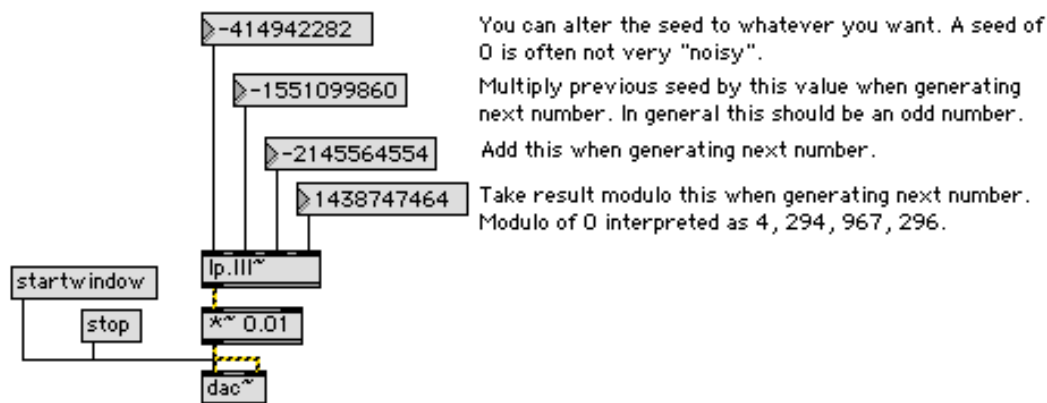 -414942282
You can alter the seed to whatever you want. A seed of
0 is often not very "noisy".
-1551099860
Multiply previous seed by this value when generating
next number. In general this should be an odd number.
-2145564554
Add this when generating next number.
1438747464
Take result modulo this when generating next number.
Modulo of 0 interpreted as 4, 294, 967, 296.
lp.lll~
startwindow
*~ 0.01
stop
dac~